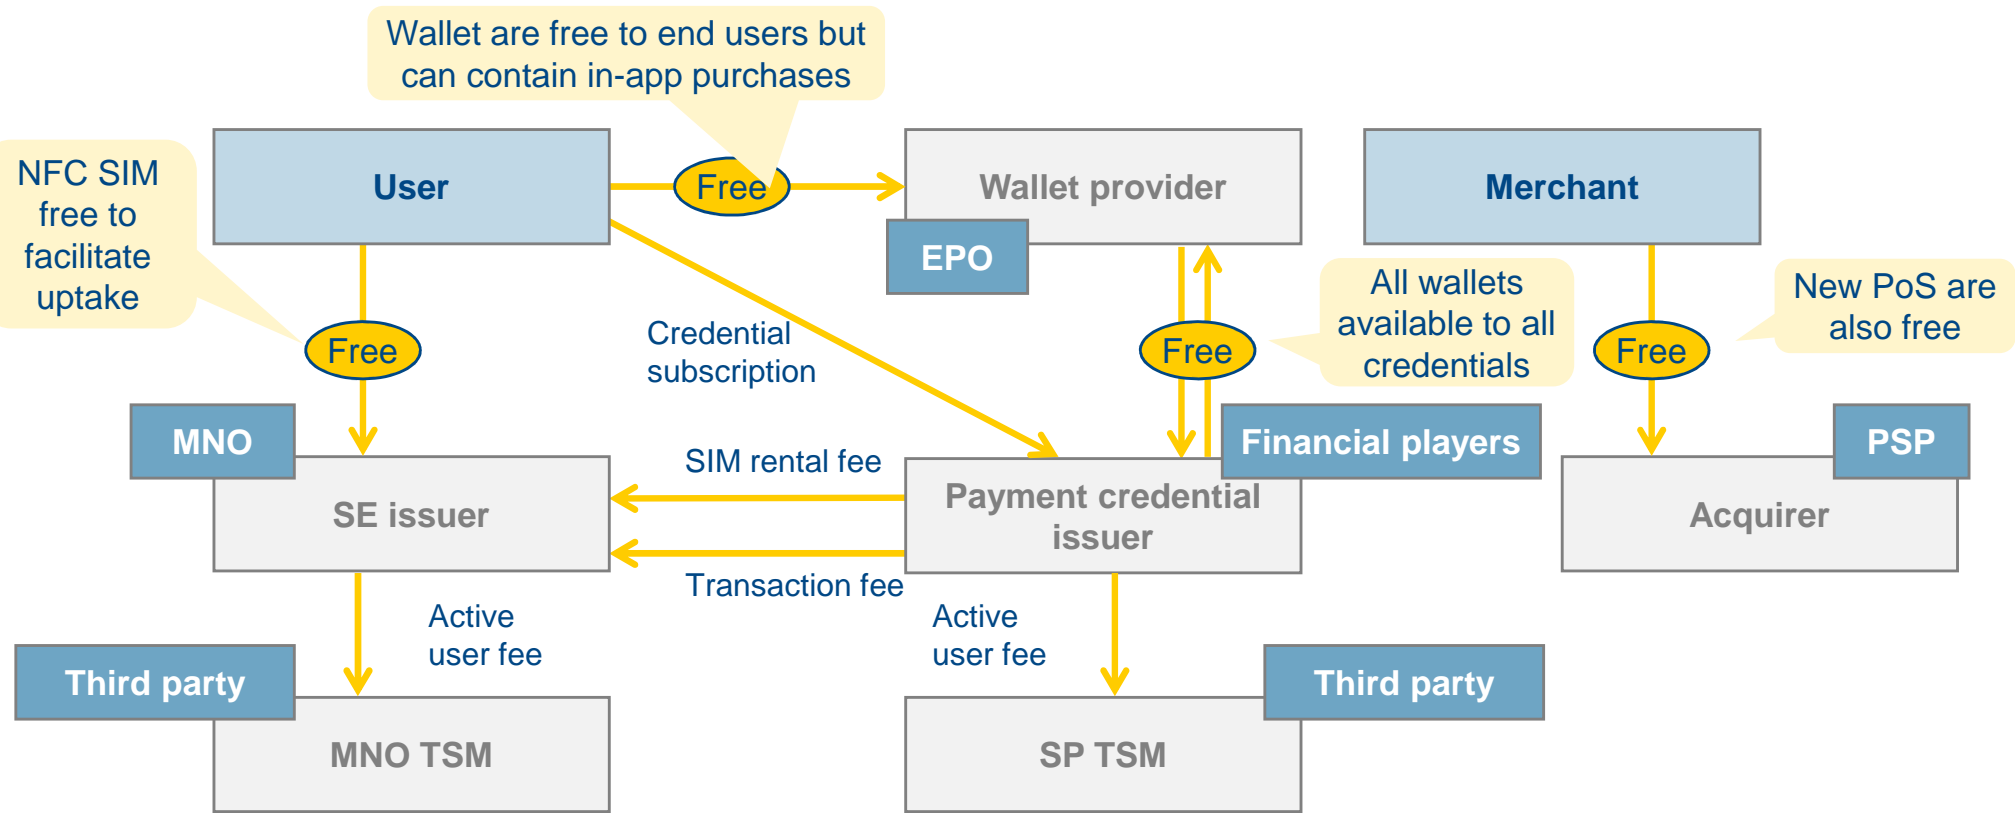 Wallet are free to end users but
can contain in-app purchases
NFC SIM
free to
facilitate
uptake
User
Free
Wallet provider
EPO
Merchant
Free
Credential
subscription
Free
All wallets
available to all
credentials
Free
New PoS are
also free
MNO
SE issuer
SIM rental fee
Transaction fee
Financial players
Payment credential
issuer
PSP
Acquirer
Active
user fee
Active
user fee
Third party
MNO TSM
Third party
SP TSM